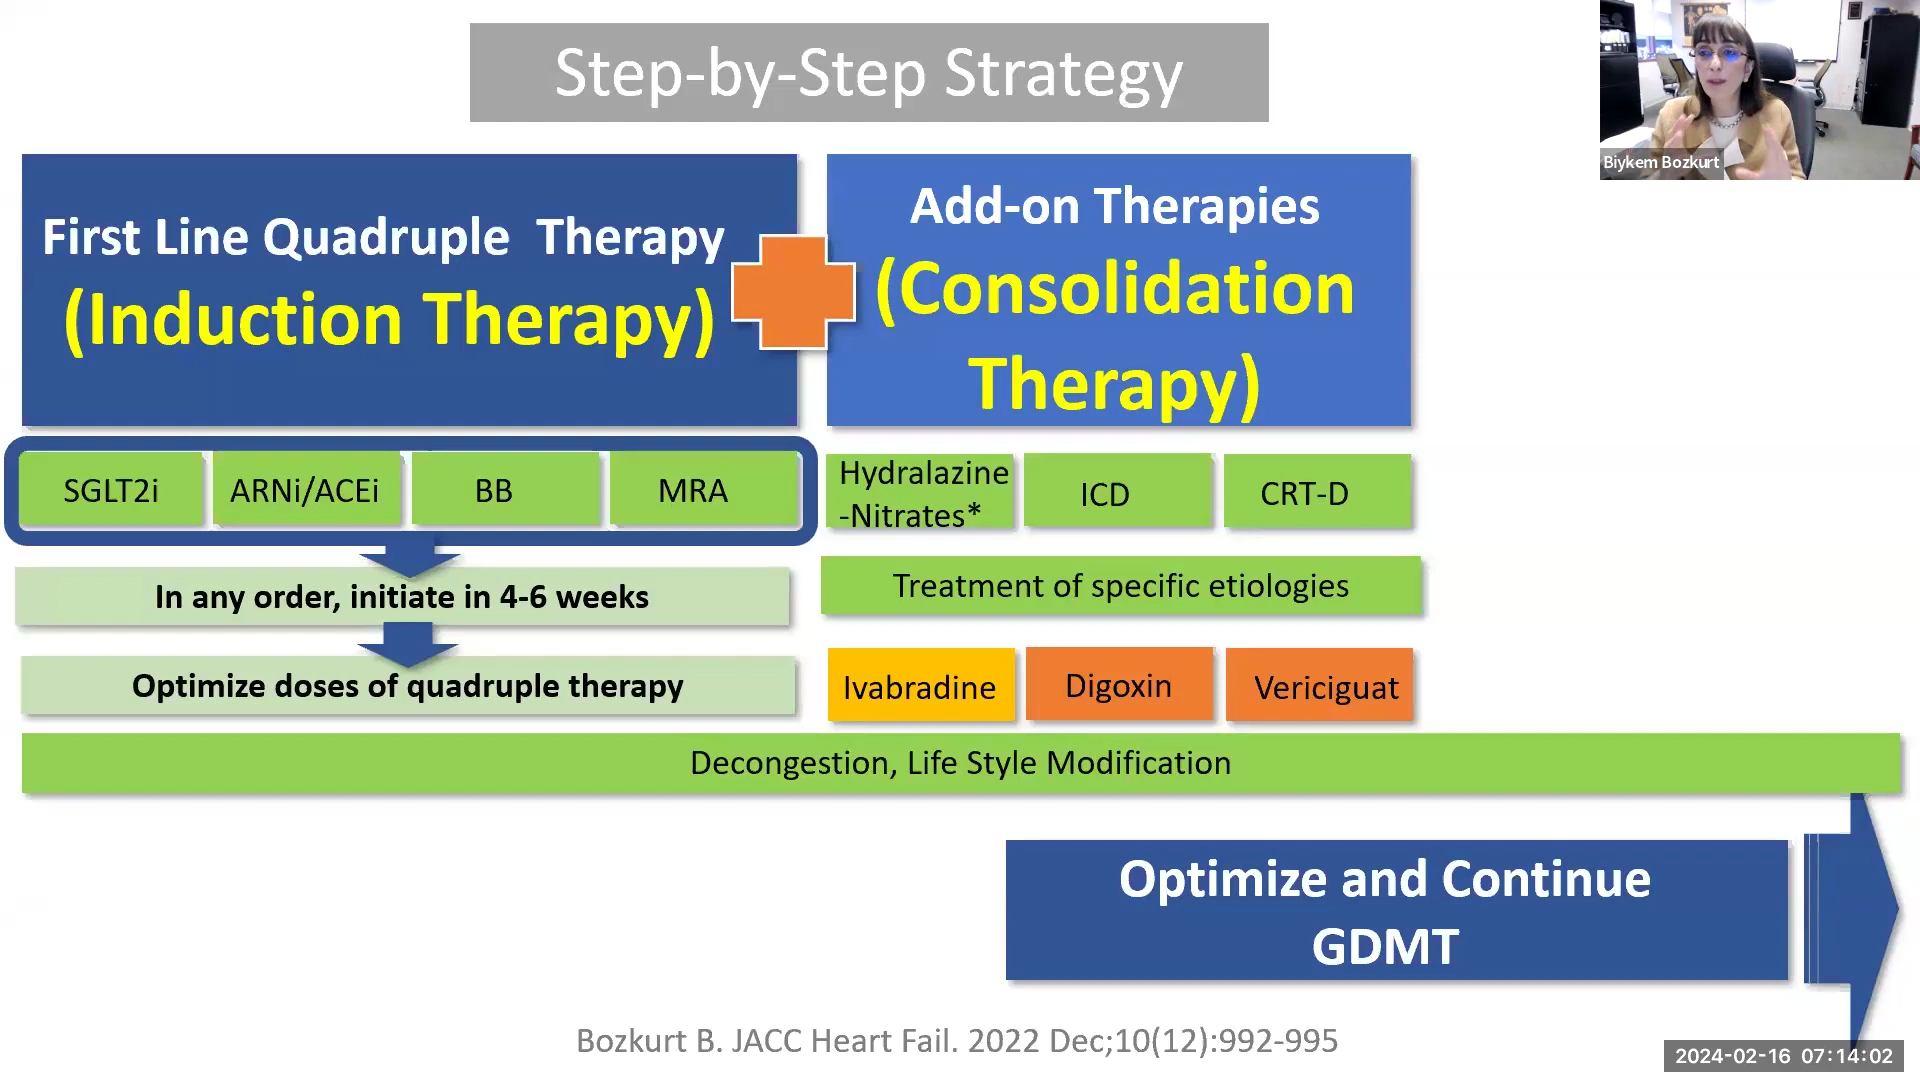 Step-by-Step Strategy
Biykem Bozkurt
First Line Quadruple Therapy
(Induction Therapy)
Add-on Therapies
(Consolidation
Therapy)
SGLT2i
ARNi/ACEi
BB
MRA
Hydralazine
-Nitrates*
ICD
CRT-D
In any order, initiate in 4-6 weeks
Treatment of specific etiologies
Optimize doses of quadruple therapy
Ivabradine
Digoxin
Vericiguat
Decongestion, Life Style Modification
Optimize and Continue
GDMT
Bozkurt B. JACC Heart Fail. 2022 Dec;10(12):992-995
2024-02-16 07:14:02